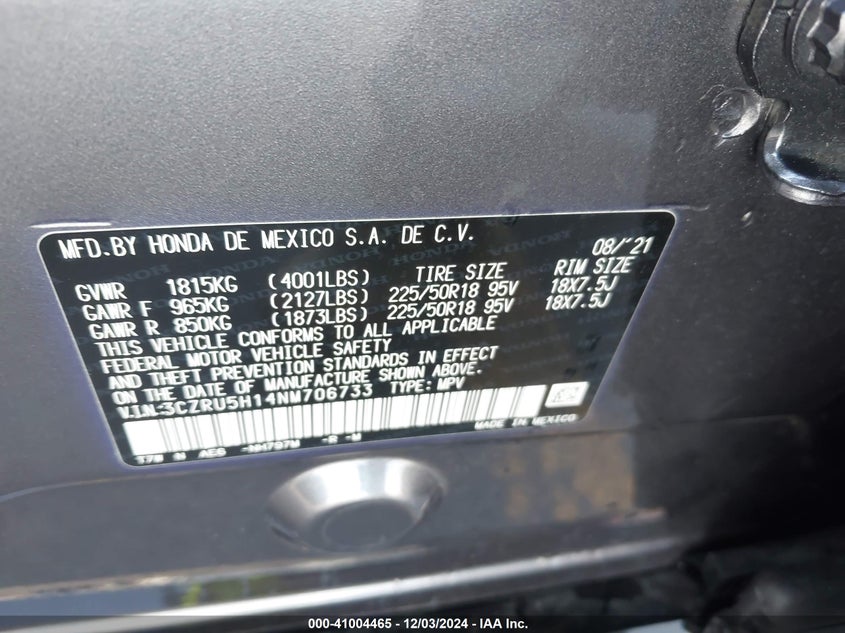 MFD.BY HONDA DE MEXICO S.A. DE C.V. 08/'21
GVWR 1815KG (4001LBS) TIRE SIZE RIM SIZE
GAWR F 965KG (2127LBS) 225/50R18 95V 18X7.5J
GAWR R 850KG (1873LBS) 225/50R18 95V 18X7.5J
THIS VEHICLE CONFORMS TO ALL APPLICABLE
FEDERAL MOTOR VEHICLE SAFETY
AND THEFT PREVENTION STANDARDS IN EFFECT
ON THE DATE OF MANUFACTURE SHOWN ABOVE.
V.I.N.:3CZRU5H14NM706733 TYPE: MPV
MADE IN MEXICO
000-41004465 - 12/03/2024 - IAA Inc.